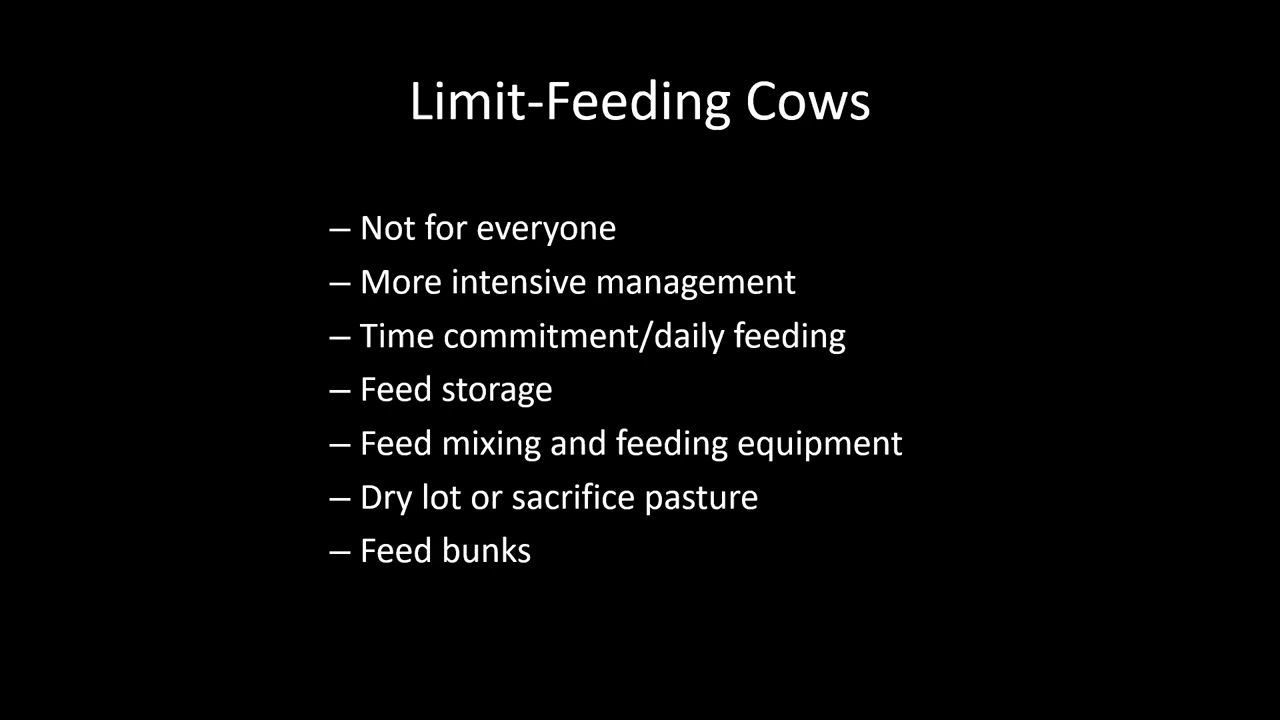 Limit-Feeding Cows
– Not for everyone
– More intensive management
– Time commitment/daily feeding
– Feed storage
– Feed mixing and feeding equipment
– Dry lot or sacrifice pasture
– Feed bunks